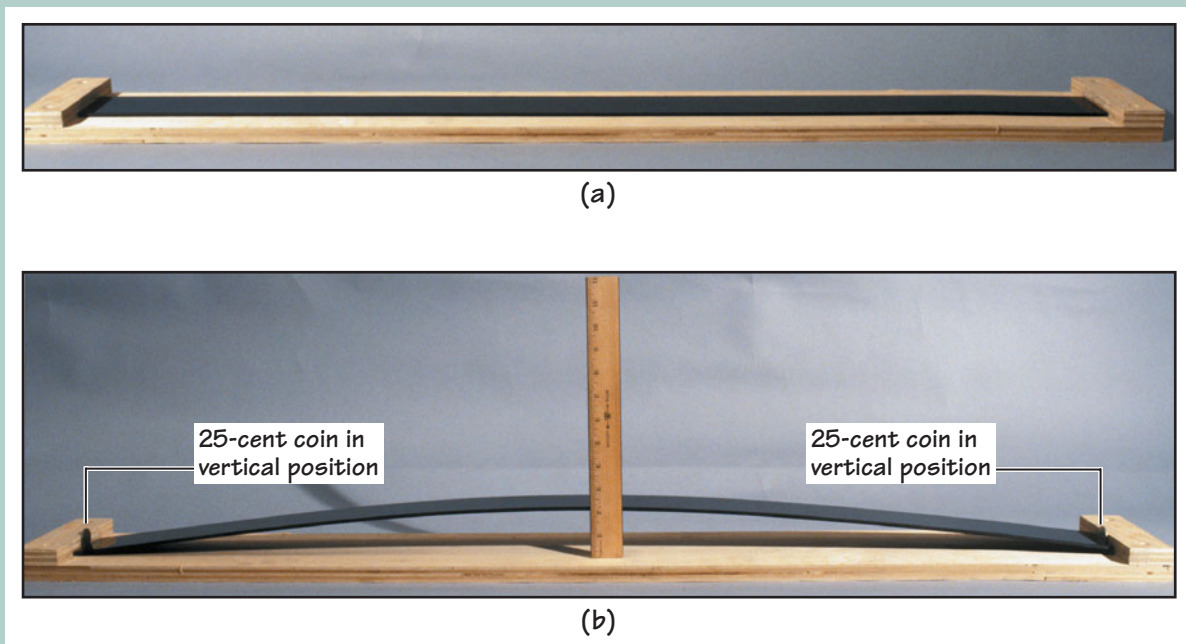 (a)
25-cent coin in
vertical position
25-cent coin in
vertical position
(b)